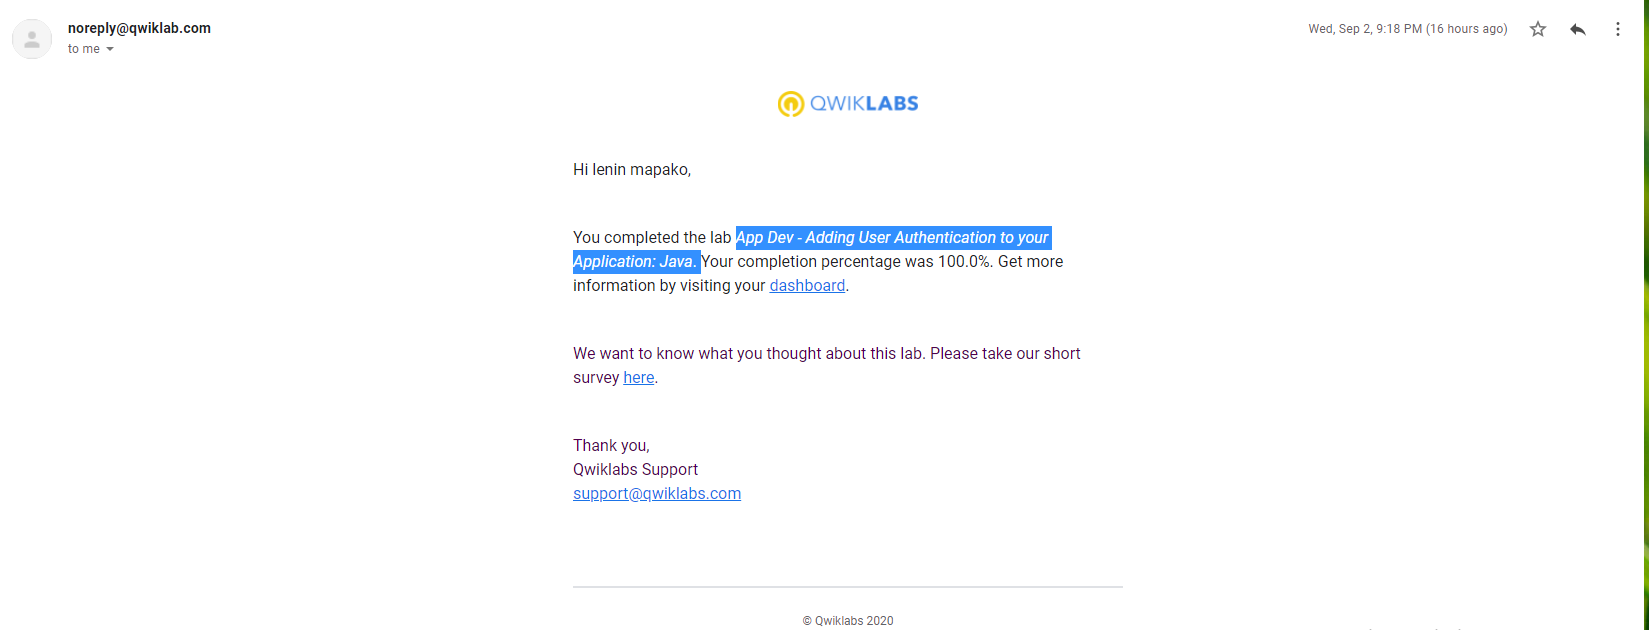 noreply@qwiklab.com
Wed, Sep 2, 9:18 PM (16 hours ago)
to me
QWIKLABS
Hi lenin mapako,
You completed the lab App Dev - Adding User Authentication to your
Application: Java. Your completion percentage was 100.0%. Get more
information by visiting your dashboard.
We want to know what you thought about this lab. Please take our short
survey here.
Thank you,
Qwiklabs Support
support@qwiklabs.com
© Qwiklabs 2020